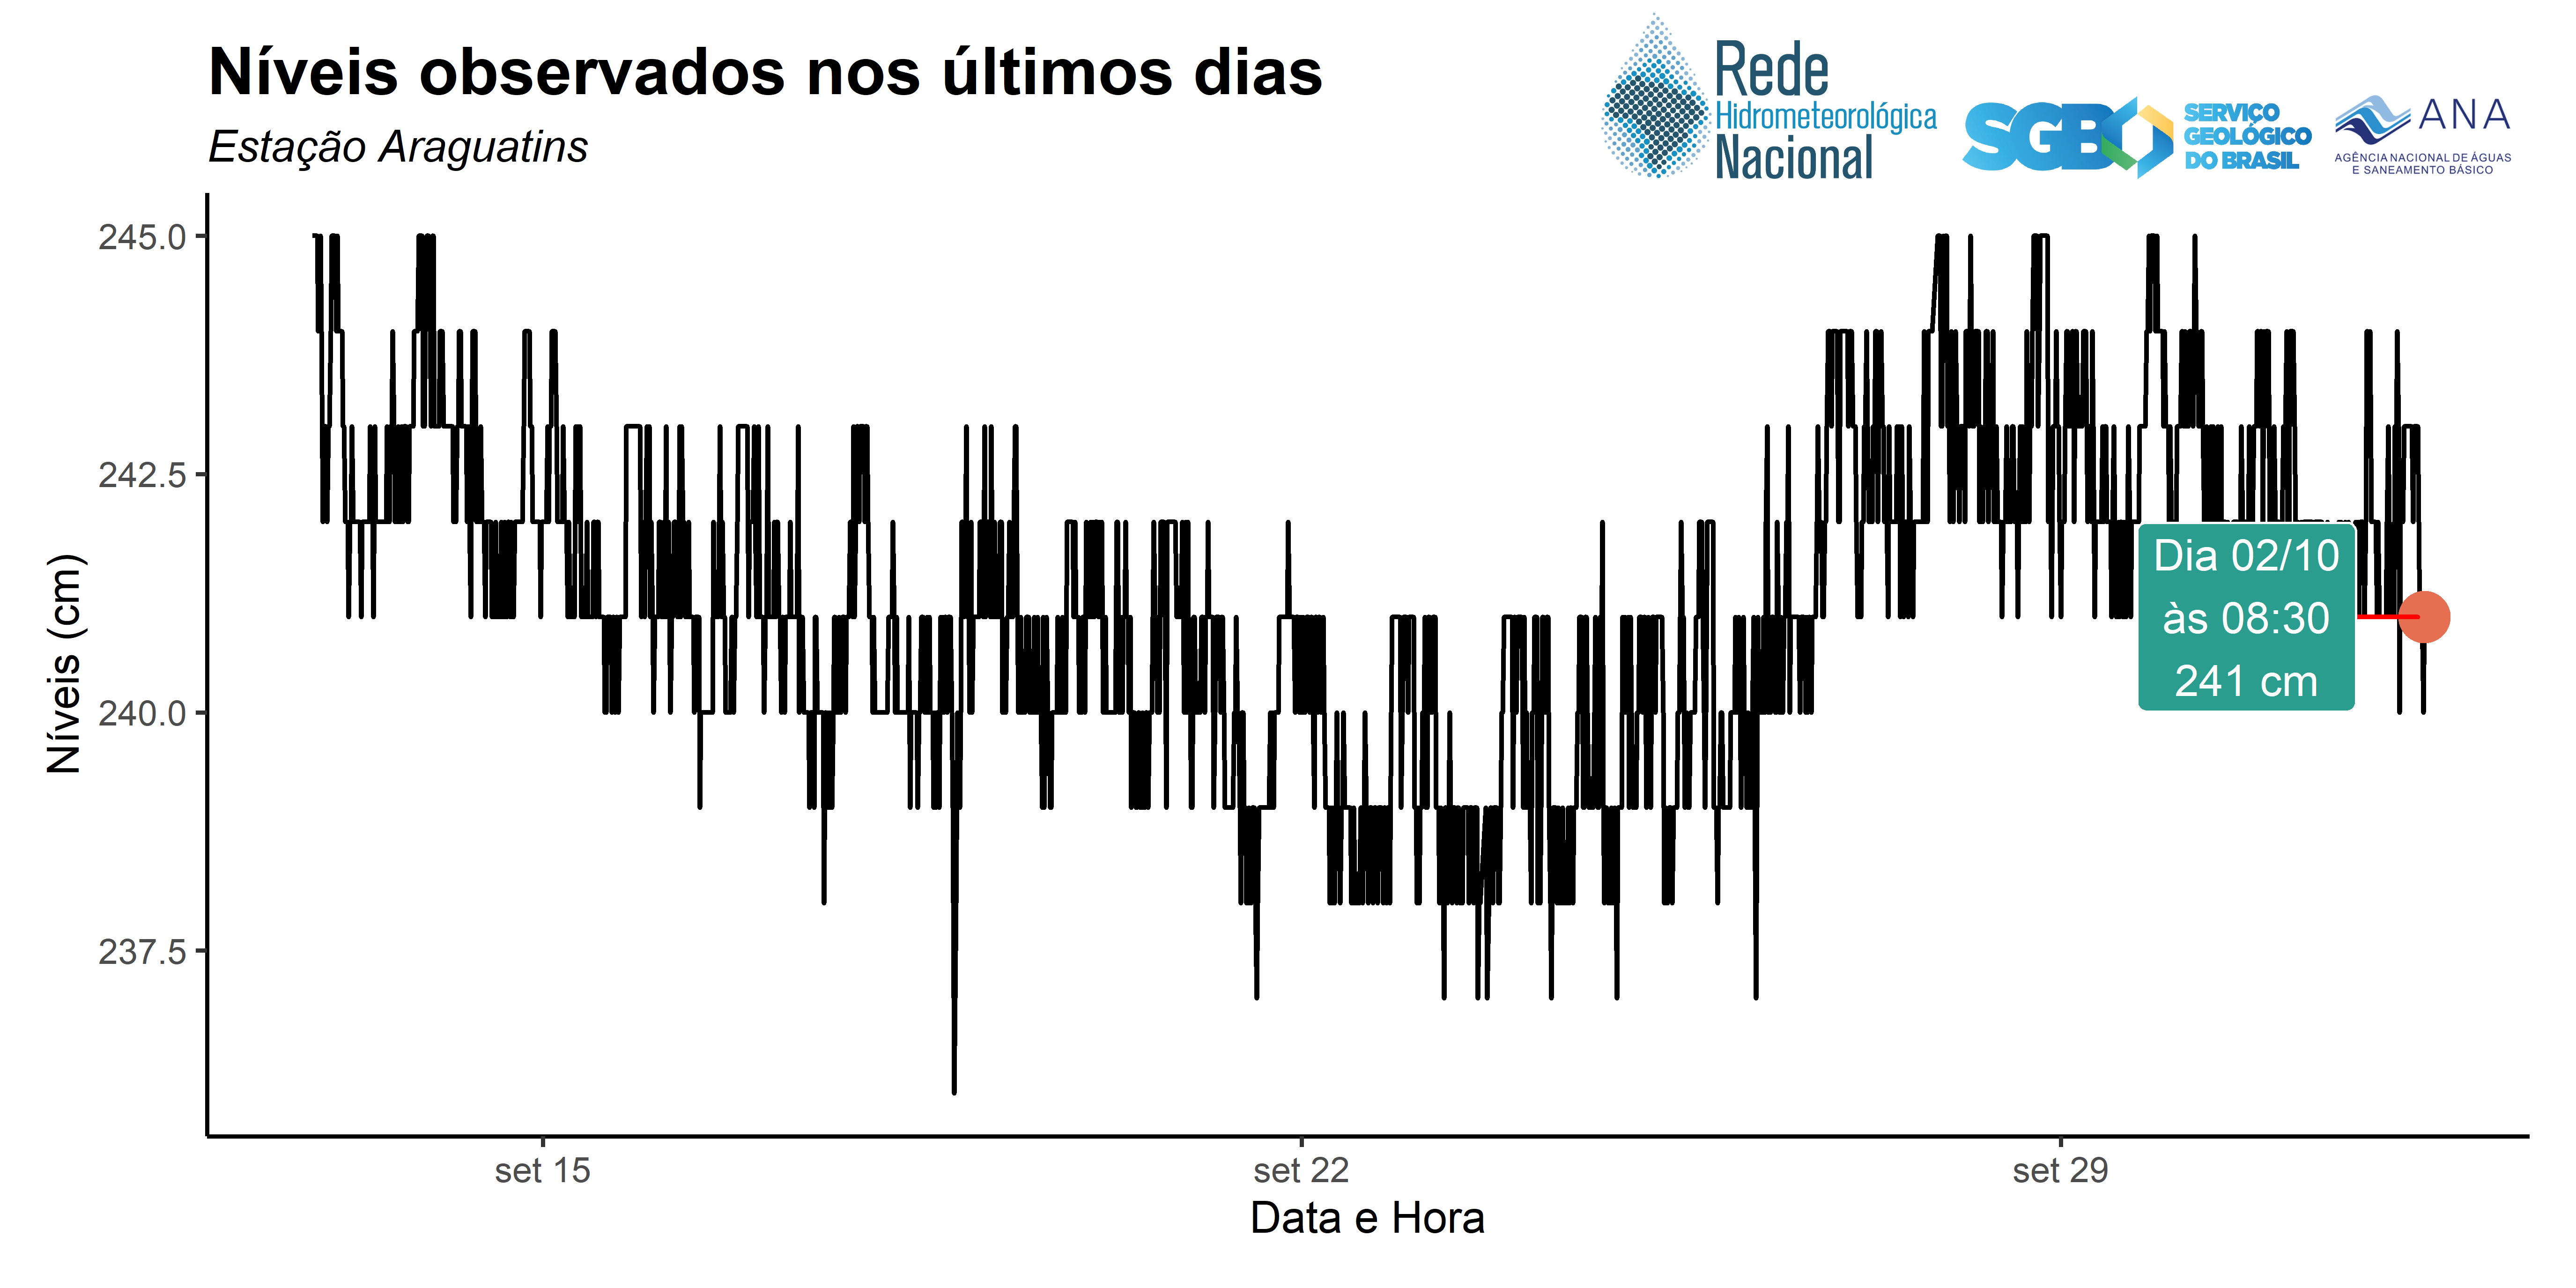 Níveis observados nos últimos dias
Estação Araguatins
Rede
Hidrometeorológica
Nacional
SGB
SERVIÇO
GEOLÓGICO
DO BRASIL
ANA
AGÊNCIA NACIONAL DE ÁGUAS
E SANEAMENTO BÁSICO
Níveis (cm)
245.0
242.5
240.0
237.5
Dia 02/10
às 08:30
241 cm
set 15
set 22
set 29
Data e Hora